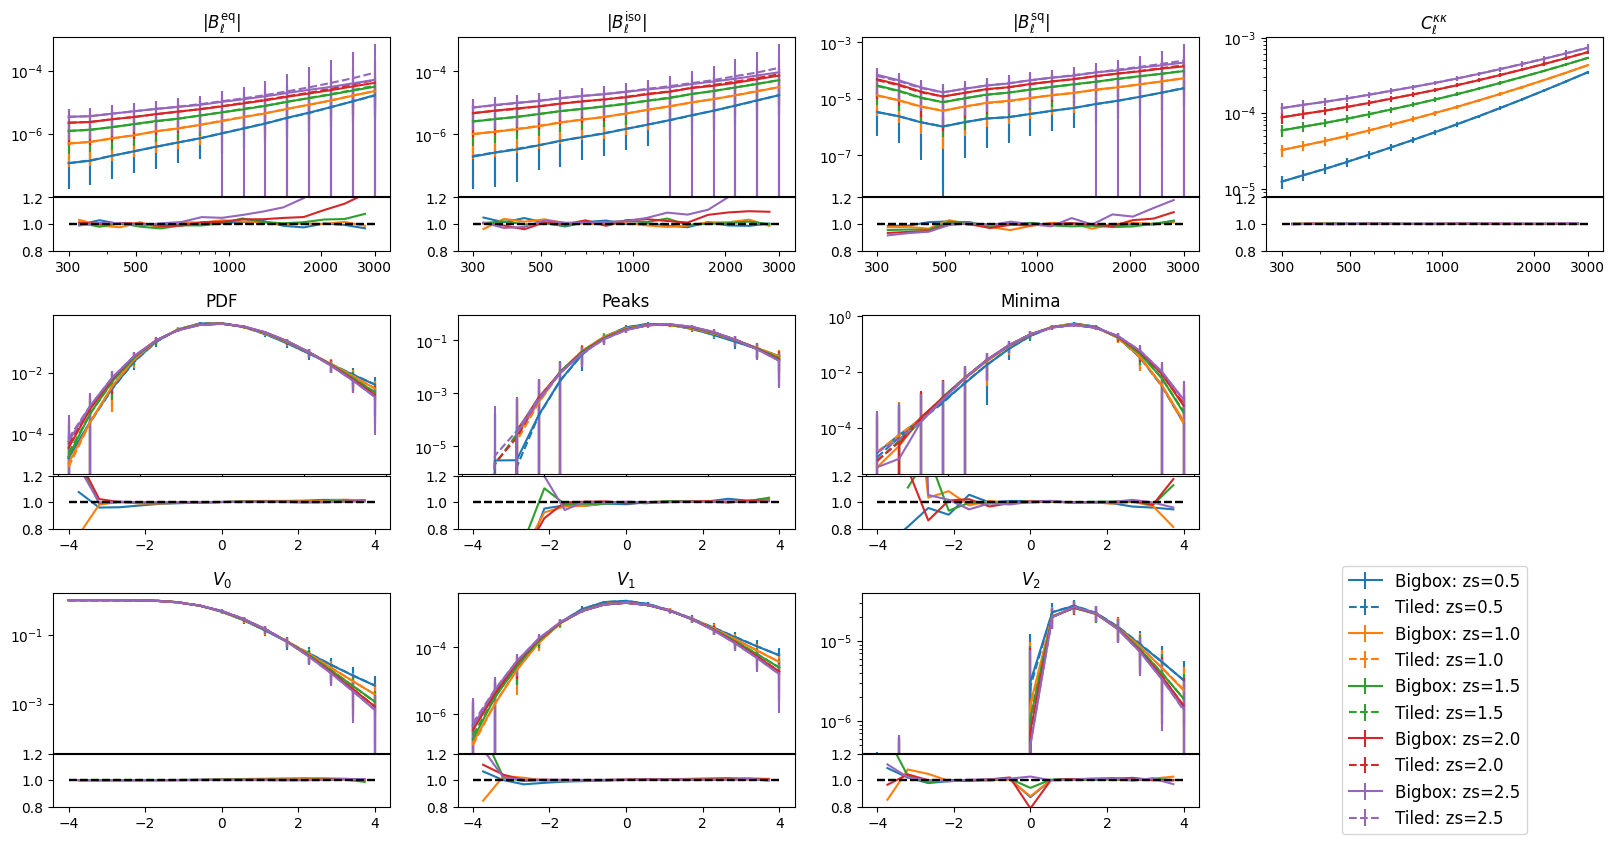 |B_ℓ^eq|
|B_ℓ^iso|
|B_ℓ^sq|
C_ℓ^κκ
10^−4
10^−6
1.2
1.0
0.8
300 500 1000 2000 3000
10^−4
10^−6
1.2
1.0
0.8
300 500 1000 2000 3000
10^−3
10^−5
10^−7
1.2
1.0
0.8
300 500 1000 2000 3000
10^−3
10^−4
10^−5
1.2
1.0
0.8
300 500 1000 2000 3000
PDF
Peaks
Minima
10^−2
10^−4
1.2
1.0
0.8
−4 −2 0 2 4
10^−1
10^−3
10^−5
1.2
1.0
0.8
−4 −2 0 2 4
10^0
10^−2
10^−4
1.2
1.0
0.8
−4 −2 0 2 4
V_0
V_1
V_2
10^−1
10^−3
1.2
1.0
0.8
−4 −2 0 2 4
10^−4
10^−6
1.2
1.0
0.8
−4 −2 0 2 4
10^−5
10^−6
1.2
1.0
0.8
−4 −2 0 2 4
Bigbox: zs=0.5
Tiled: zs=0.5
Bigbox: zs=1.0
Tiled: zs=1.0
Bigbox: zs=1.5
Tiled: zs=1.5
Bigbox: zs=2.0
Tiled: zs=2.0
Bigbox: zs=2.5
Tiled: zs=2.5